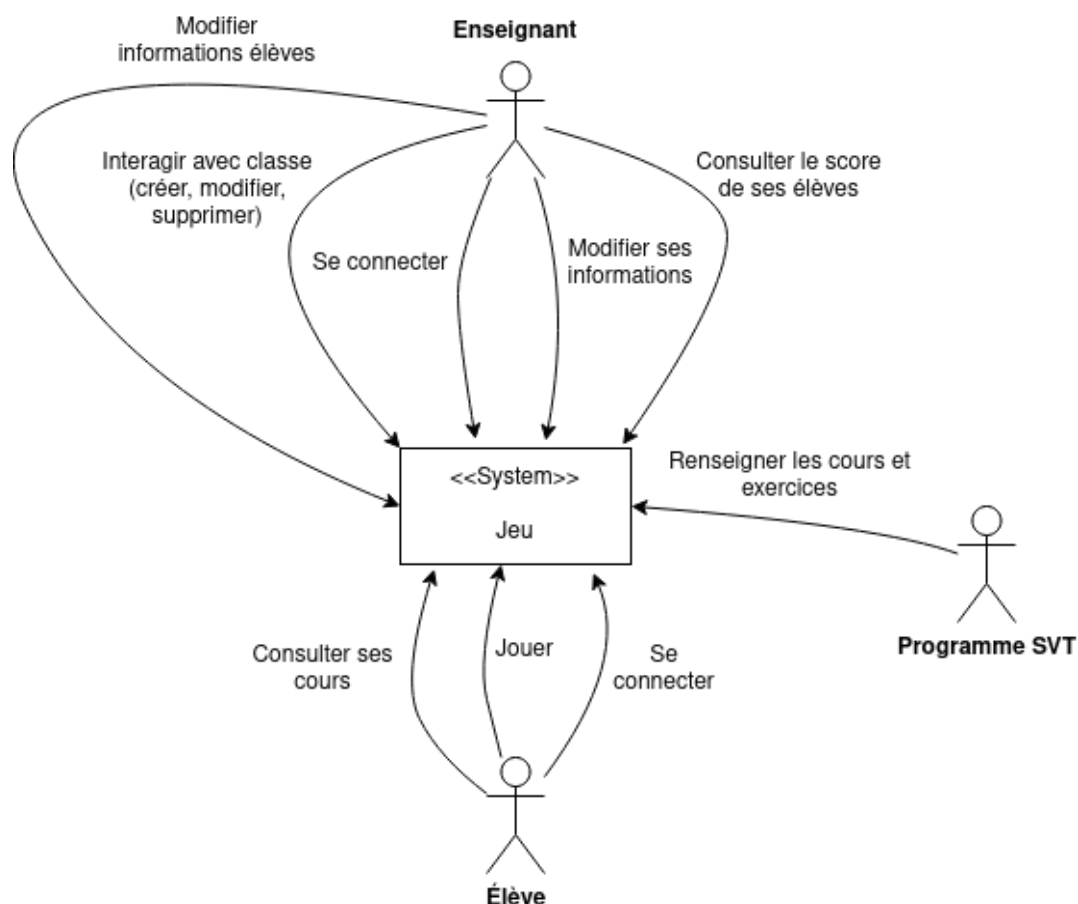 Modifier
informations élèves
Enseignant
Interagir avec classe
(créer, modifier,
supprimer)
Consulter le score
de ses élèves
Se connecter
Modifier ses
informations
<<System>>
Jeu
Renseigner les cours et
exercices
Programme SVT
Consulter ses
cours
Jouer
Se
connecter
Élève